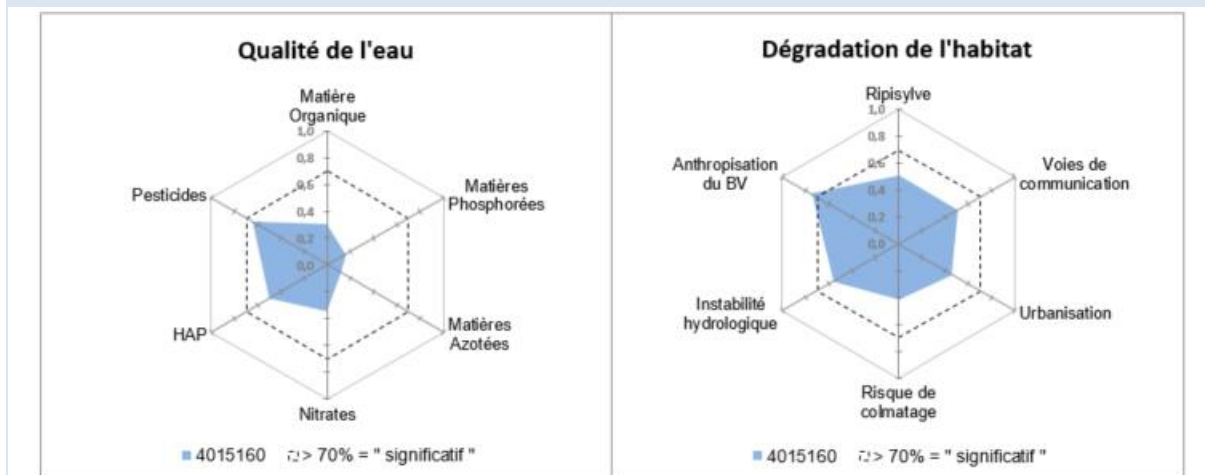 Qualité de l'eau
Matière
Organique
1,0
0,8
0,6
0,4
0,2
0,0
Pesticides
Matières
Phosphorées
HAP
Matières
Azotées
Nitrates
4015160
> 70% = " significatif "
Dégradation de l'habitat
Ripisylve
1,0
0,8
0,6
0,4
0,2
0,0
Anthropisation
du BV
Voies de
communication
Instabilité
hydrologique
Urbanisation
Risque de
colmatage
4015160
> 70% = " significatif "